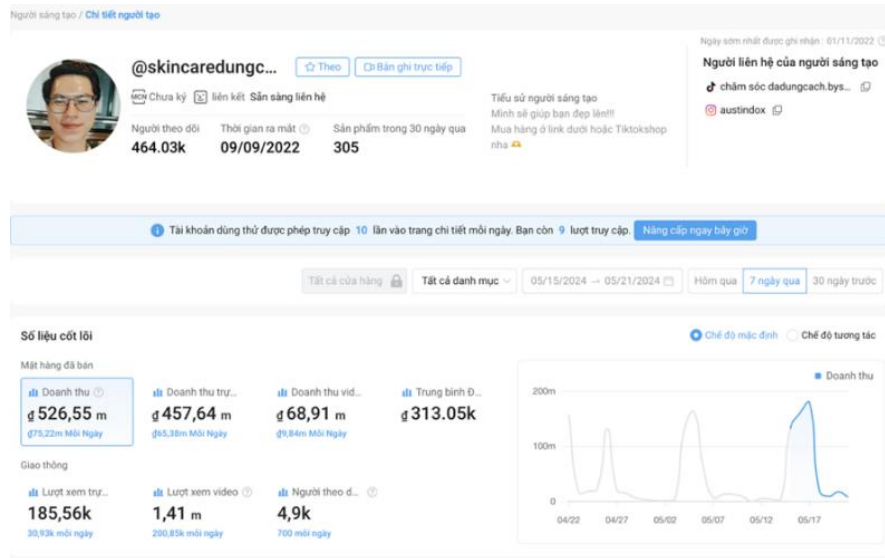 Người sáng tạo / Chi tiết người tạo
@skincaredungc...
Theo
Bản ghi trực tiếp
MCN Chưa ký liên kết Sẵn sàng liên hệ
Người theo dõi
464.03k
Thời gian ra mắt
09/09/2022
Sản phẩm trong 30 ngày qua
305
Tiểu sử người sáng tạo
Mình sẽ giúp bạn đẹp lên!!!
Mua hàng ở link dưới hoặc Tiktokshop
nha
Ngày sớm nhất được ghi nhận : 01/11/2022
Người liên hệ của người sáng tạo
chăm sóc dadungcach.bys...
austindox
Tài khoản dùng thử được phép truy cập 10 lần vào trang chi tiết mỗi ngày. Bạn còn 9 lượt truy cập. Nâng cấp ngay bây giờ
Tất cả cửa hàng
Tất cả danh mục
05/15/2024 → 05/21/2024
Hôm qua
7 ngày qua
30 ngày trước
Số liệu cốt lõi
Chế độ mặc định
Chế độ tương tác
Mặt hàng đã bán
Doanh thu
₫526,55 m
₫75,22m Mỗi Ngày
Doanh thu trự...
₫457,64 m
₫65,38m Mỗi Ngày
Doanh thu vid...
₫68,91 m
₫9,84m Mỗi Ngày
Trung bình Đ...
₫313.05k
Giao thông
Lượt xem trự...
185,56k
30,93k mỗi ngày
Lượt xem video
1,41 m
200,85k mỗi ngày
Người theo d...
4,9k
700 mỗi ngày
Doanh thu
200m
100m
0
04/22 04/27 05/02 05/07 05/12 05/17